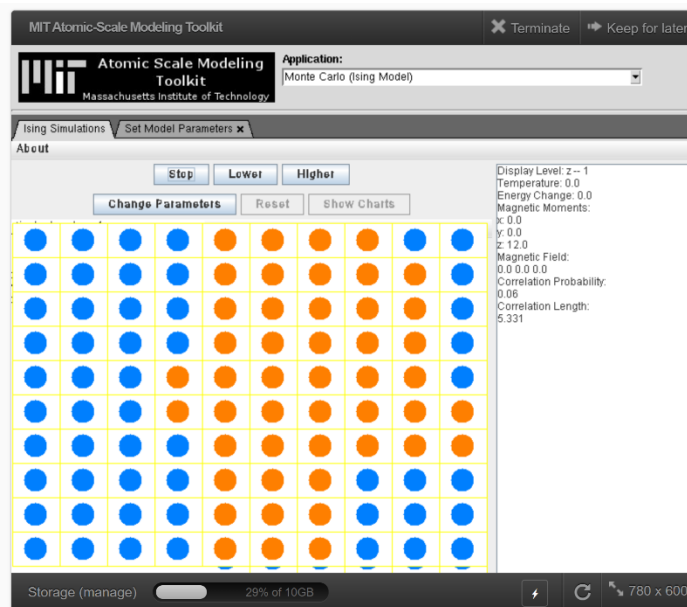 MIT Atomic-Scale Modeling Toolkit
Terminate
Keep for later
Atomic Scale Modeling
Toolkit
Massachusetts Institute of Technology
Application:
Monte Carlo (Ising Model)
Ising Simulations
Set Model Parameters
About
Stop
Lower
Higher
Change Parameters
Reset
Show Charts
Display Level: z -- 1
Temperature: 0.0
Energy Change: 0.0
Magnetic Moments:
x: 0.0
y: 0.0
z: 12.0
Magnetic Field:
0.0 0.0 0.0
Correlation Probability:
0.06
Correlation Length:
5.331
Storage (manage)
29% of 10GB
780 x 600